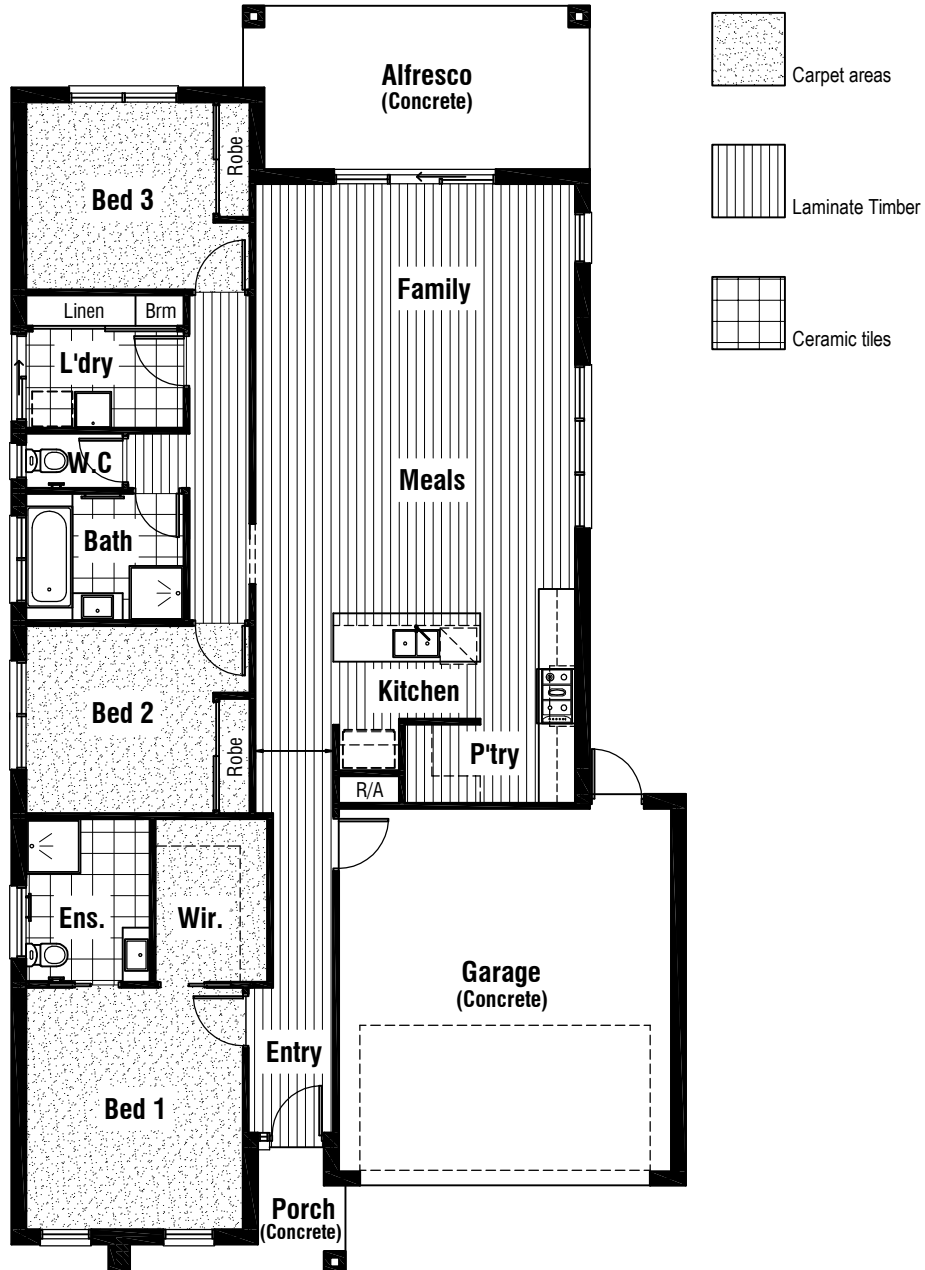 Alfresco
(Concrete)
Carpet areas
Robe
Bed 3
Laminate Timber
Family
Linen
Brm
Ceramic tiles
L'dry
W.C
Meals
Bath
Kitchen
Bed 2
Robe
P'try
R/A
Ens.
Wir.
Garage
(Concrete)
Entry
Bed 1
Porch
(Concrete)